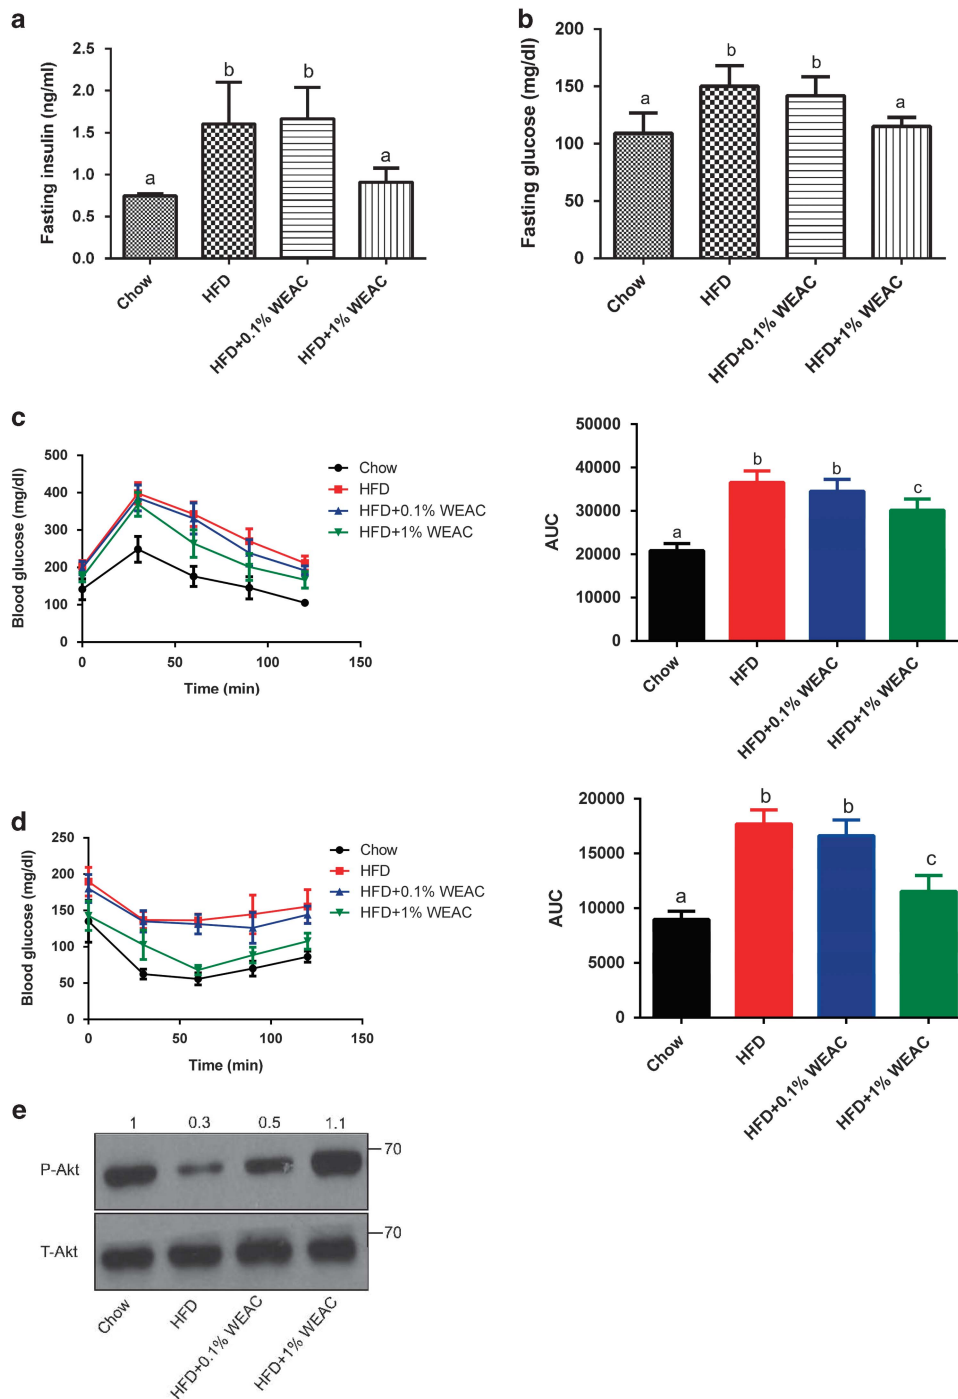 a
Fasting insulin (ng/ml)
2.5
2.0
1.5
1.0
0.5
0.0
a
b
b
a
Chow
HFD
HFD+0.1% WEAC
HFD+1% WEAC
b
Fasting glucose (mg/dl)
200
150
100
50
0
a
b
b
a
Chow
HFD
HFD+0.1% WEAC
HFD+1% WEAC
c
Blood glucose (mg/dl)
500
400
300
200
100
0
0
50
100
150
Time (min)
Chow
HFD
HFD+0.1% WEAC
HFD+1% WEAC
AUC
50000
40000
30000
20000
10000
0
a
b
b
c
Chow
HFD
HFD+0.1% WEAC
HFD+1% WEAC
d
Blood glucose (mg/dl)
250
200
150
100
50
0
0
50
100
150
Time (min)
Chow
HFD
HFD+0.1% WEAC
HFD+1% WEAC
AUC
20000
15000
10000
5000
0
a
b
b
c
Chow
HFD
HFD+0.1% WEAC
HFD+1% WEAC
e
1 0.3 0.5 1.1
P-Akt
70
T-Akt
70
Chow
HFD
HFD+0.1% WEAC
HFD+1% WEAC